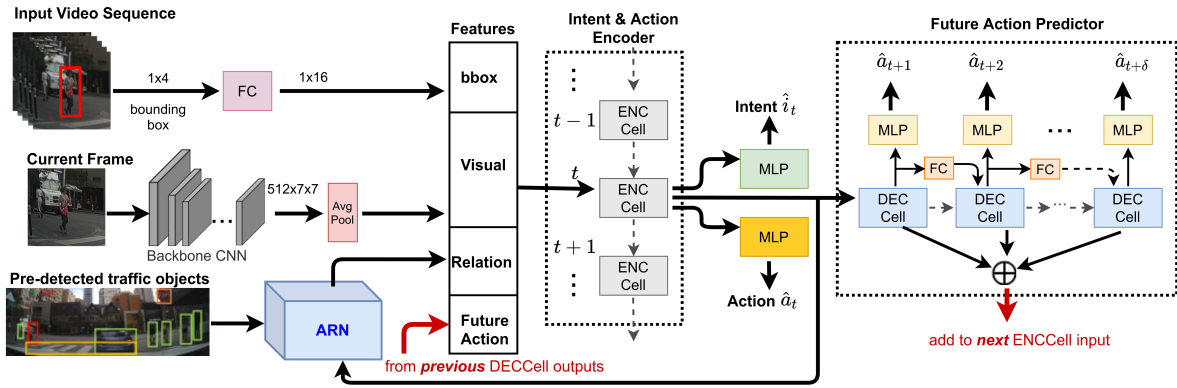 Input Video Sequence
1x4
bounding
box
FC
1x16
Current Frame
512x7x7
Backbone CNN
Avg
Pool
Pre-detected traffic objects
ARN
Features
bbox
Visual
Relation
Future
Action
from previous DECCell outputs
Intent & Action
Encoder
t − 1
ENC
Cell
t
ENC
Cell
t + 1
ENC
Cell
Intent î_t
MLP
MLP
Action â_t
Future Action Predictor
â_{t+1}
â_{t+2}
â_{t+δ}
MLP
MLP
MLP
FC
FC
DEC
Cell
DEC
Cell
DEC
Cell
add to next ENCCell input